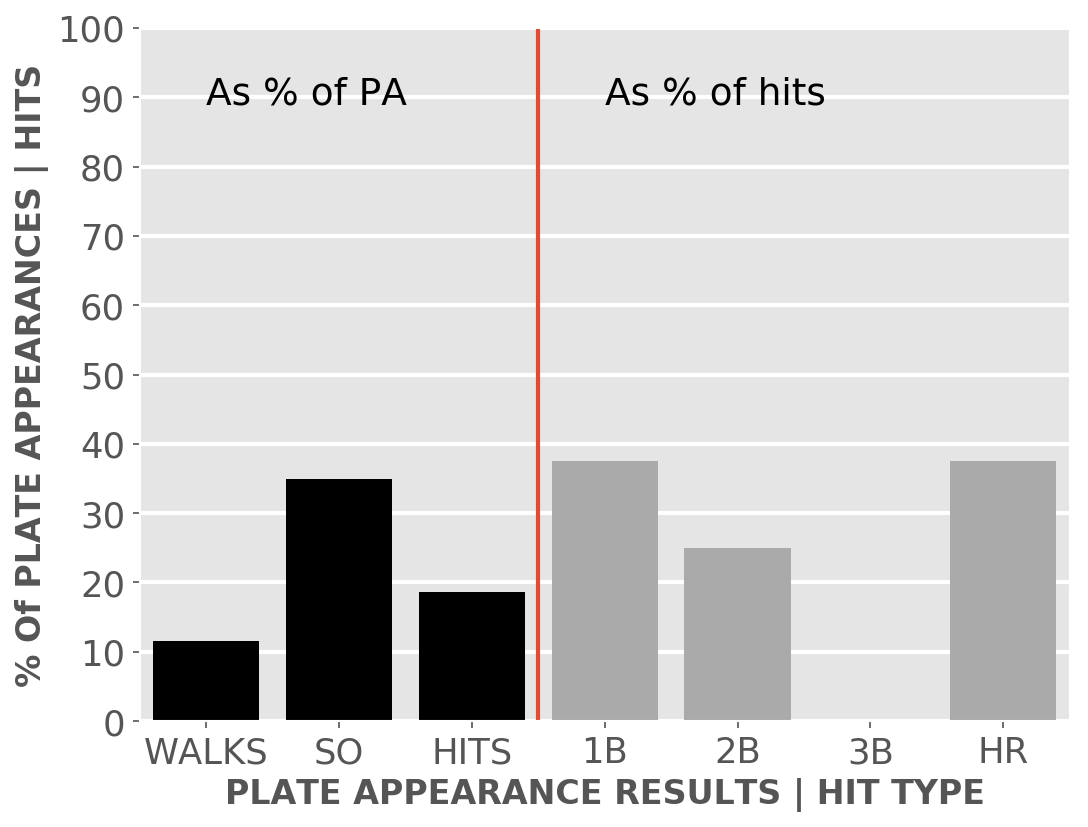 % Of PLATE APPEARANCES | HITS
100
90
80
70
60
50
40
30
20
10
0
As % of PA
As % of hits
WALKS SO HITS 1B 2B 3B HR
PLATE APPEARANCE RESULTS | HIT TYPE